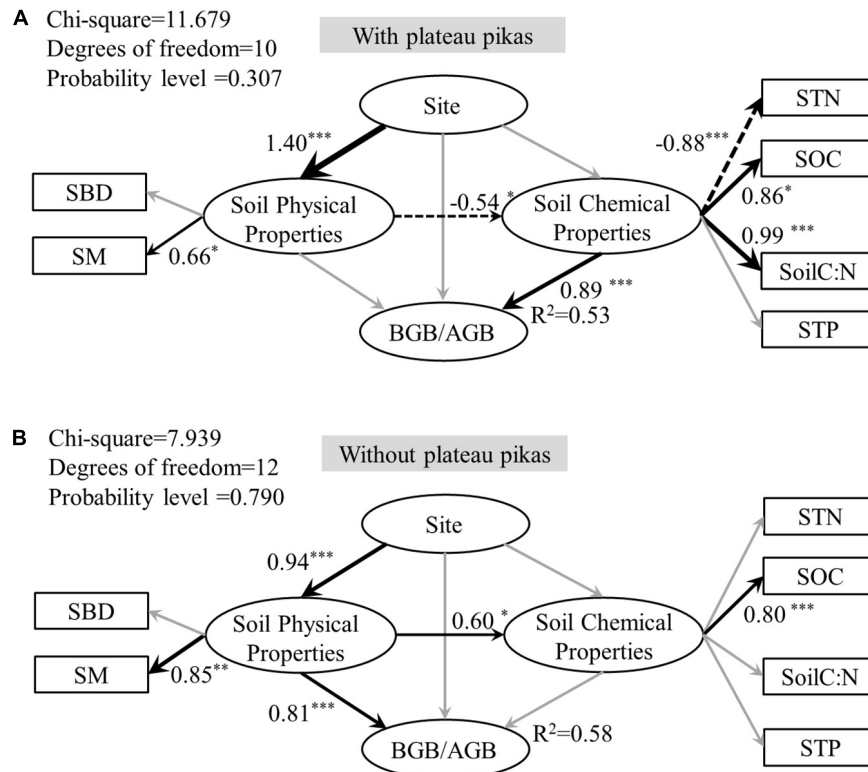 A
Chi-square=11.679
Degrees of freedom=10
Probability level =0.307
With plateau pikas
Site
STN
1.40***
-0.88***
SOC
SBD
0.86*
Soil Physical
Properties
-0.54 *
Soil Chemical
Properties
SM
0.66*
0.99 ***
SoilC:N
0.89 ***
R²=0.53
BGB/AGB
STP
B
Chi-square=7.939
Degrees of freedom=12
Probability level =0.790
Without plateau pikas
Site
STN
0.94***
SOC
SBD
0.80 ***
Soil Physical
Properties
0.60 *
Soil Chemical
Properties
SM
0.85**
SoilC:N
0.81***
R²=0.58
BGB/AGB
STP